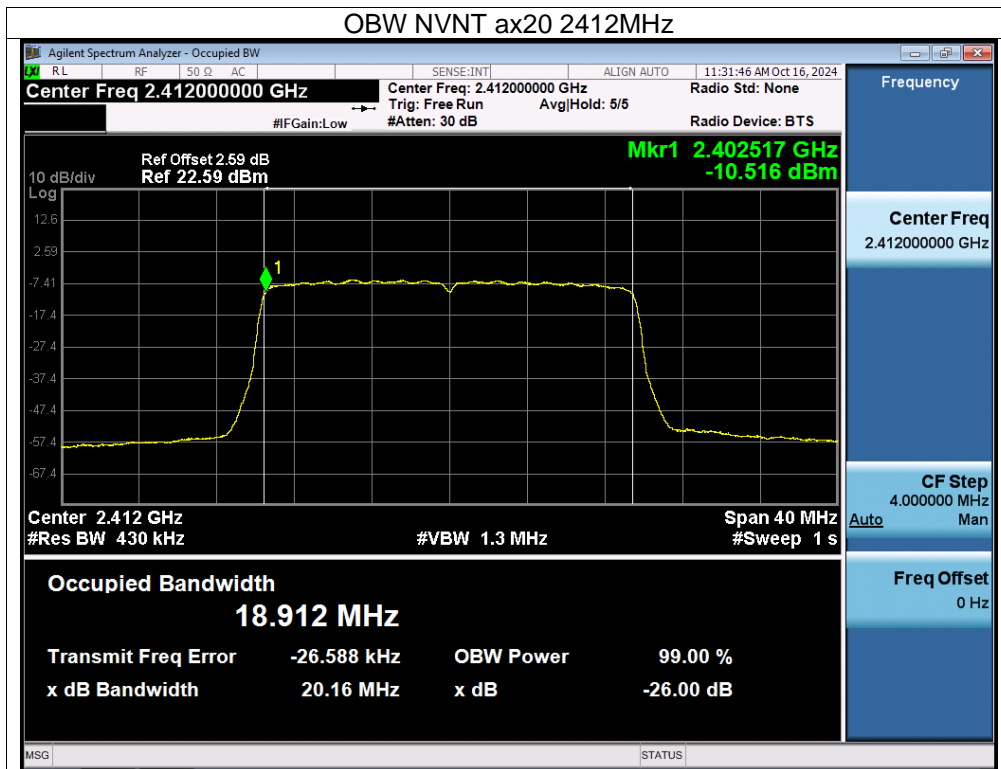 OBW NVNT ax20 2412MHz
Agilent Spectrum Analyzer - Occupied BW
LXI RL RF 50 Ω AC SENSE:INT ALIGN AUTO 11:31:46 AM Oct 16, 2024
Center Freq 2.412000000 GHz
#IFGain:Low
Center Freq: 2.412000000 GHz
Trig: Free Run Avg|Hold: 5/5
#Atten: 30 dB
Radio Std: None
Radio Device: BTS
Mkr1 2.402517 GHz
-10.516 dBm
Ref Offset 2.59 dB
10 dB/div Ref 22.59 dBm
Log
12.6
2.59
-7.41
-17.4
-27.4
-37.4
-47.4
-57.4
-67.4
1
Center 2.412 GHz Span 40 MHz
#Res BW 430 kHz #VBW 1.3 MHz #Sweep 1 s
Occupied Bandwidth
18.912 MHz
Transmit Freq Error -26.588 kHz OBW Power 99.00 %
x dB Bandwidth 20.16 MHz x dB -26.00 dB
MSG STATUS
Frequency
Center Freq
2.412000000 GHz
CF Step
4.000000 MHz
Auto Man
Freq Offset
0 Hz